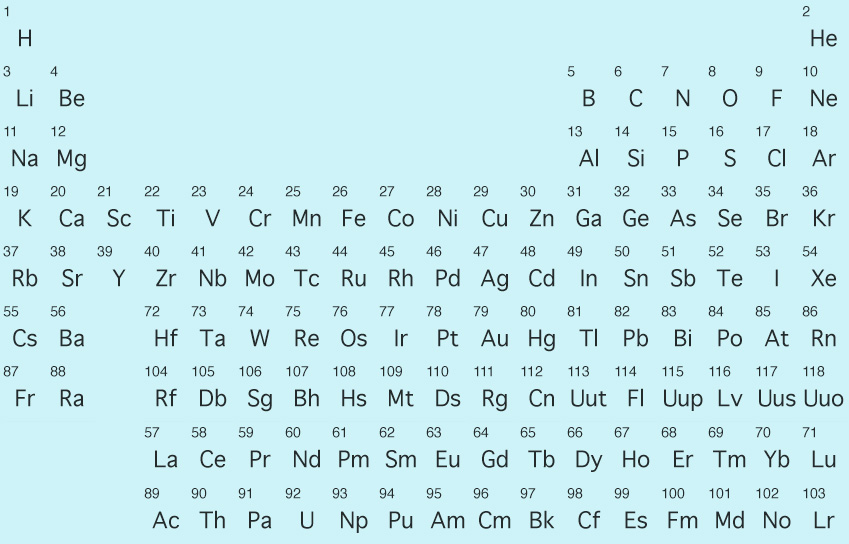 1 2
H He
3 4 5 6 7 8 9 10
Li Be B C N O F Ne
11 12 13 14 15 16 17 18
Na Mg Al Si P S Cl Ar
19 20 21 22 23 24 25 26 27 28 29 30 31 32 33 34 35 36
K Ca Sc Ti V Cr Mn Fe Co Ni Cu Zn Ga Ge As Se Br Kr
37 38 39 40 41 42 43 44 45 46 47 48 49 50 51 52 53 54
Rb Sr Y Zr Nb Mo Tc Ru Rh Pd Ag Cd In Sn Sb Te I Xe
55 56 72 73 74 75 76 77 78 79 80 81 82 83 84 85 86
Cs Ba Hf Ta W Re Os Ir Pt Au Hg Tl Pb Bi Po At Rn
87 88 104 105 106 107 108 109 110 111 112 113 114 115 116 117 118
Fr Ra Rf Db Sg Bh Hs Mt Ds Rg Cn Uut Fl Uup Lv Uus Uuo
57 58 59 60 61 62 63 64 65 66 67 68 69 70 71
La Ce Pr Nd Pm Sm Eu Gd Tb Dy Ho Er Tm Yb Lu
89 90 91 92 93 94 95 96 97 98 99 100 101 102 103
Ac Th Pa U Np Pu Am Cm Bk Cf Es Fm Md No Lr